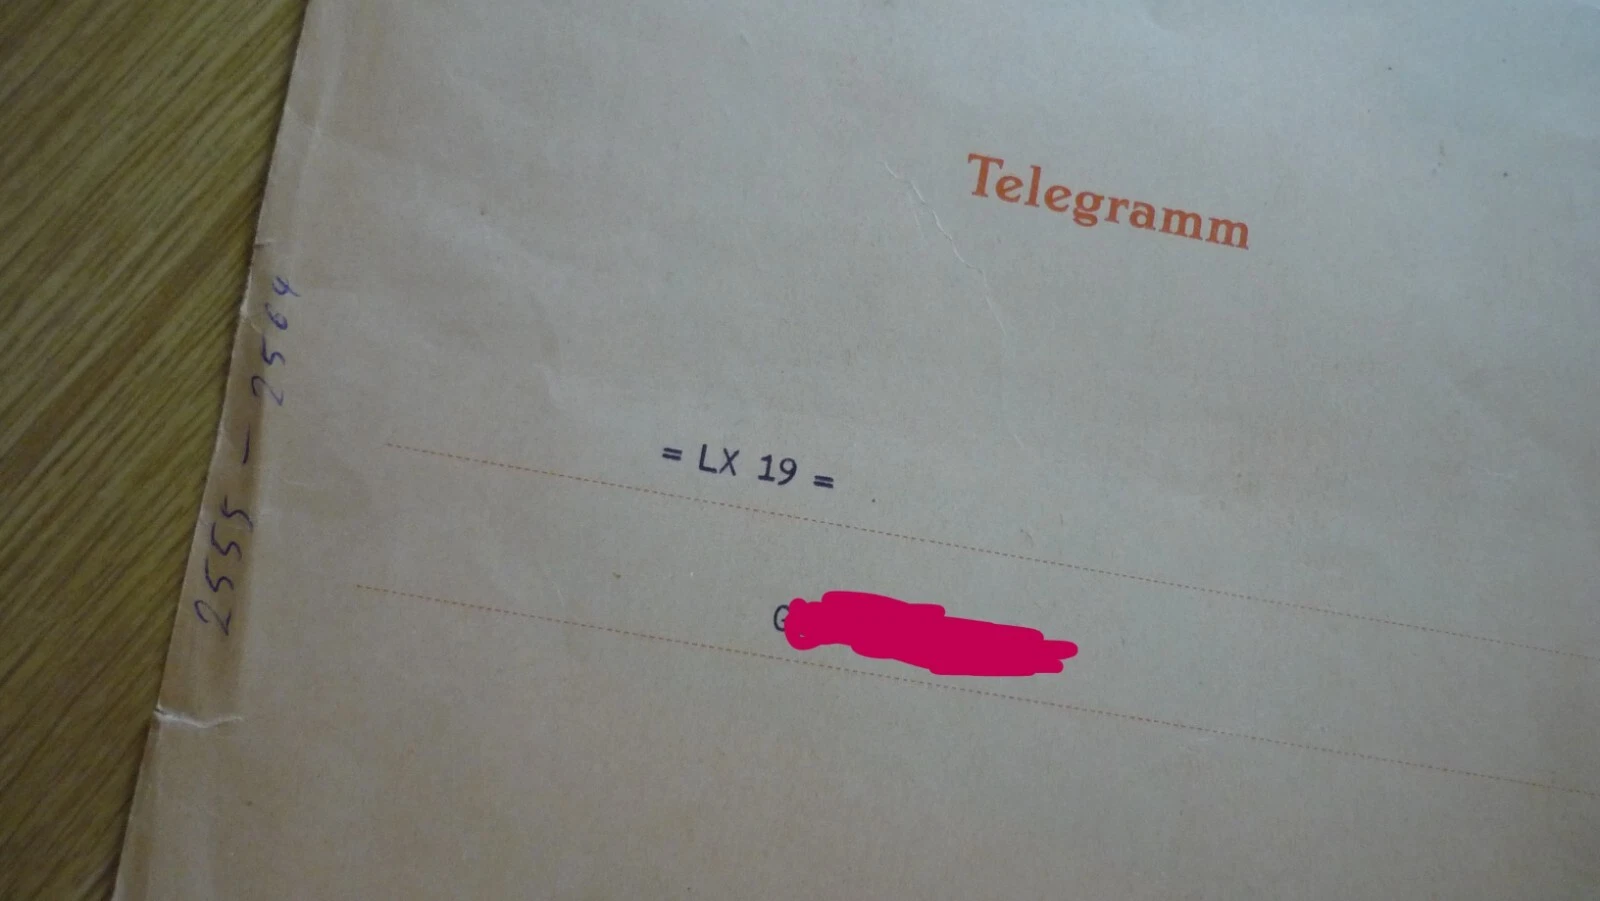 Telegramm
= LX 19 =
2555 – 2564